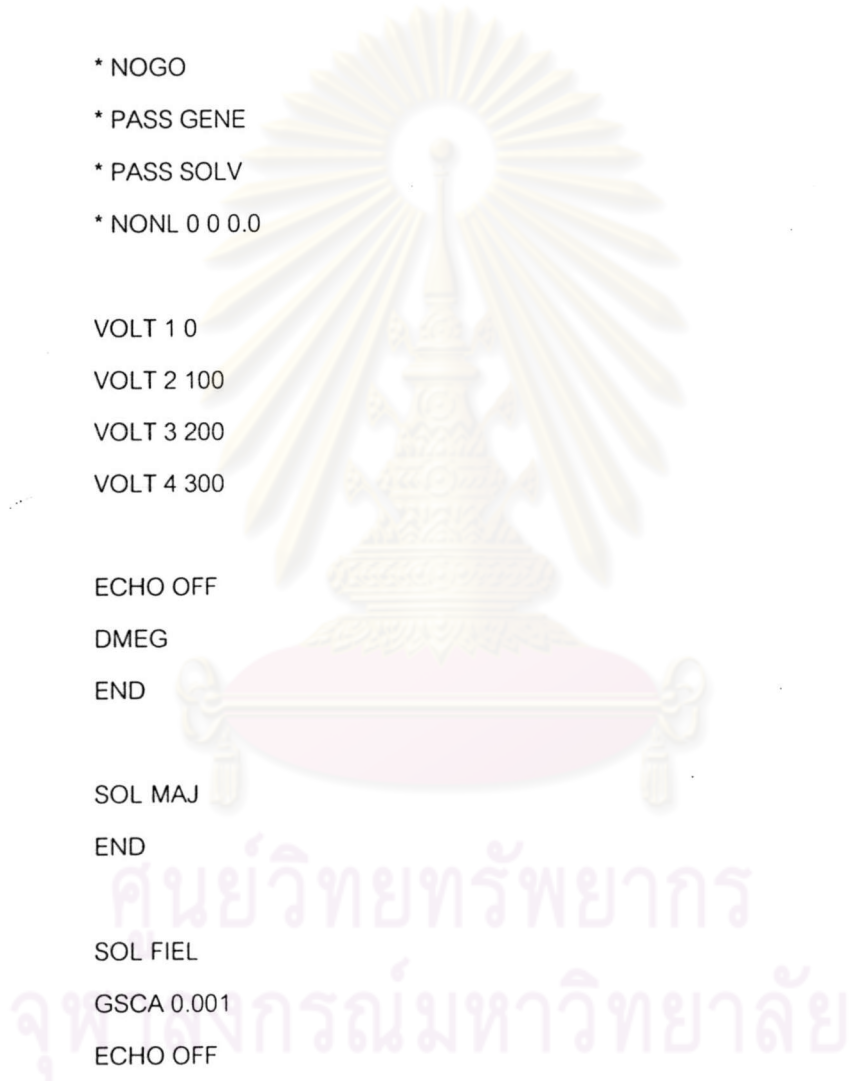 * NOGO
* PASS GENE
* PASS SOLV
* NONL 0 0 0.0
VOLT 1 0
VOLT 2 100
VOLT 3 200
VOLT 4 300
ECHO OFF
DMEG
END
SOL MAJ
END
SOL FIEL
GSCA 0.001
ECHO OFF
ศูนย์วิทยทรัพยากร
จุฬาลงกรณ์มหาวิทยาลัย